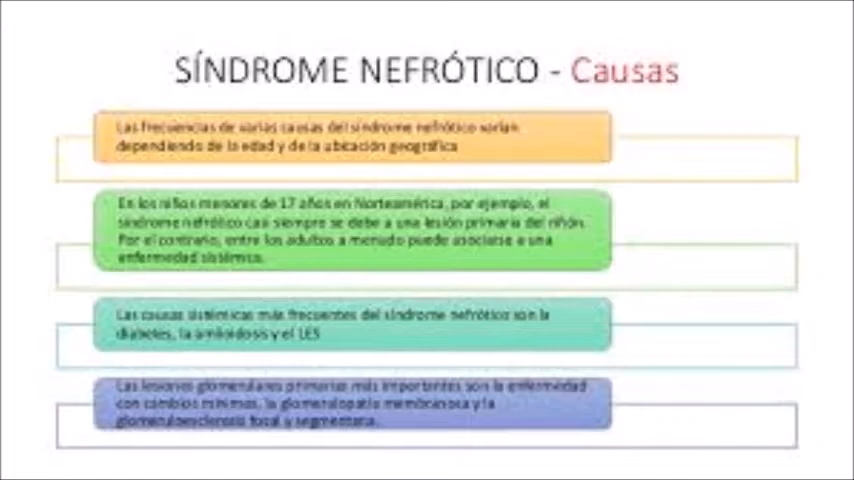 SÍNDROME NEFRÓTICO - Causas
Las frecuencias de varias causas del síndrome nefrótico varían
dependiendo de la edad y de la ubicación geográfica
En los niños menores de 17 años en Norteamérica, por ejemplo, el
síndrome nefrótico casi siempre se debe a una lesión primaria del riñón.
Por el contrario, entre los adultos a menudo puede asociarse a una
enfermedad sistémica.
Las causas sistémicas más frecuentes del síndrome nefrótico son la
diabetes, la amiloidosis y el LES
Las lesiones glomerulares primarias más importantes son la enfermedad
con cambios mínimos, la glomerulopatía membranosa y la
glomeruloesclerosis focal y segmentaria.